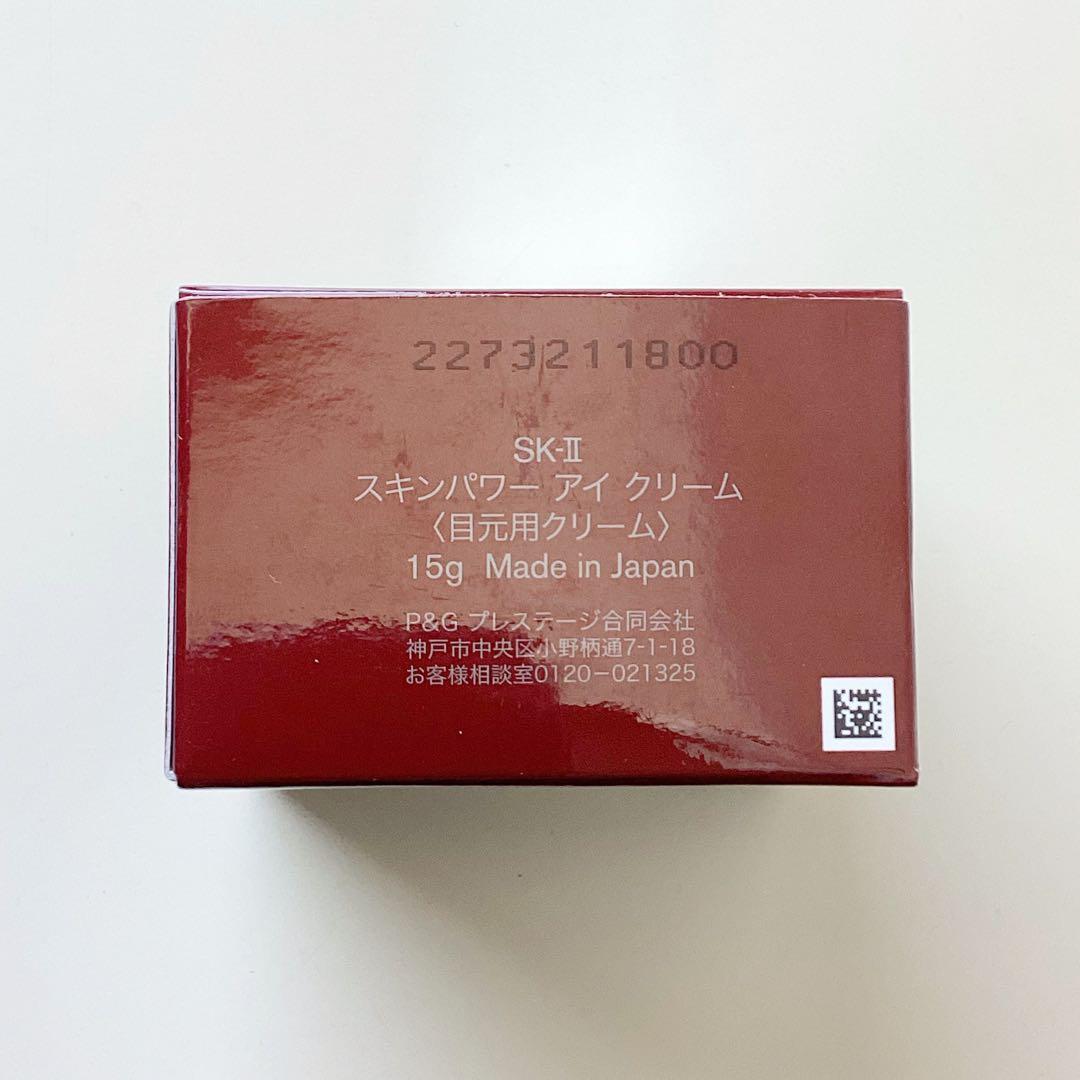 2273211800
SK-Ⅱ
スキンパワー アイ クリーム
〈目元用クリーム〉
15g Made in Japan
P&G プレステージ合同会社
神戸市中央区小野柄通7-1-18
お客様相談室0120−021325